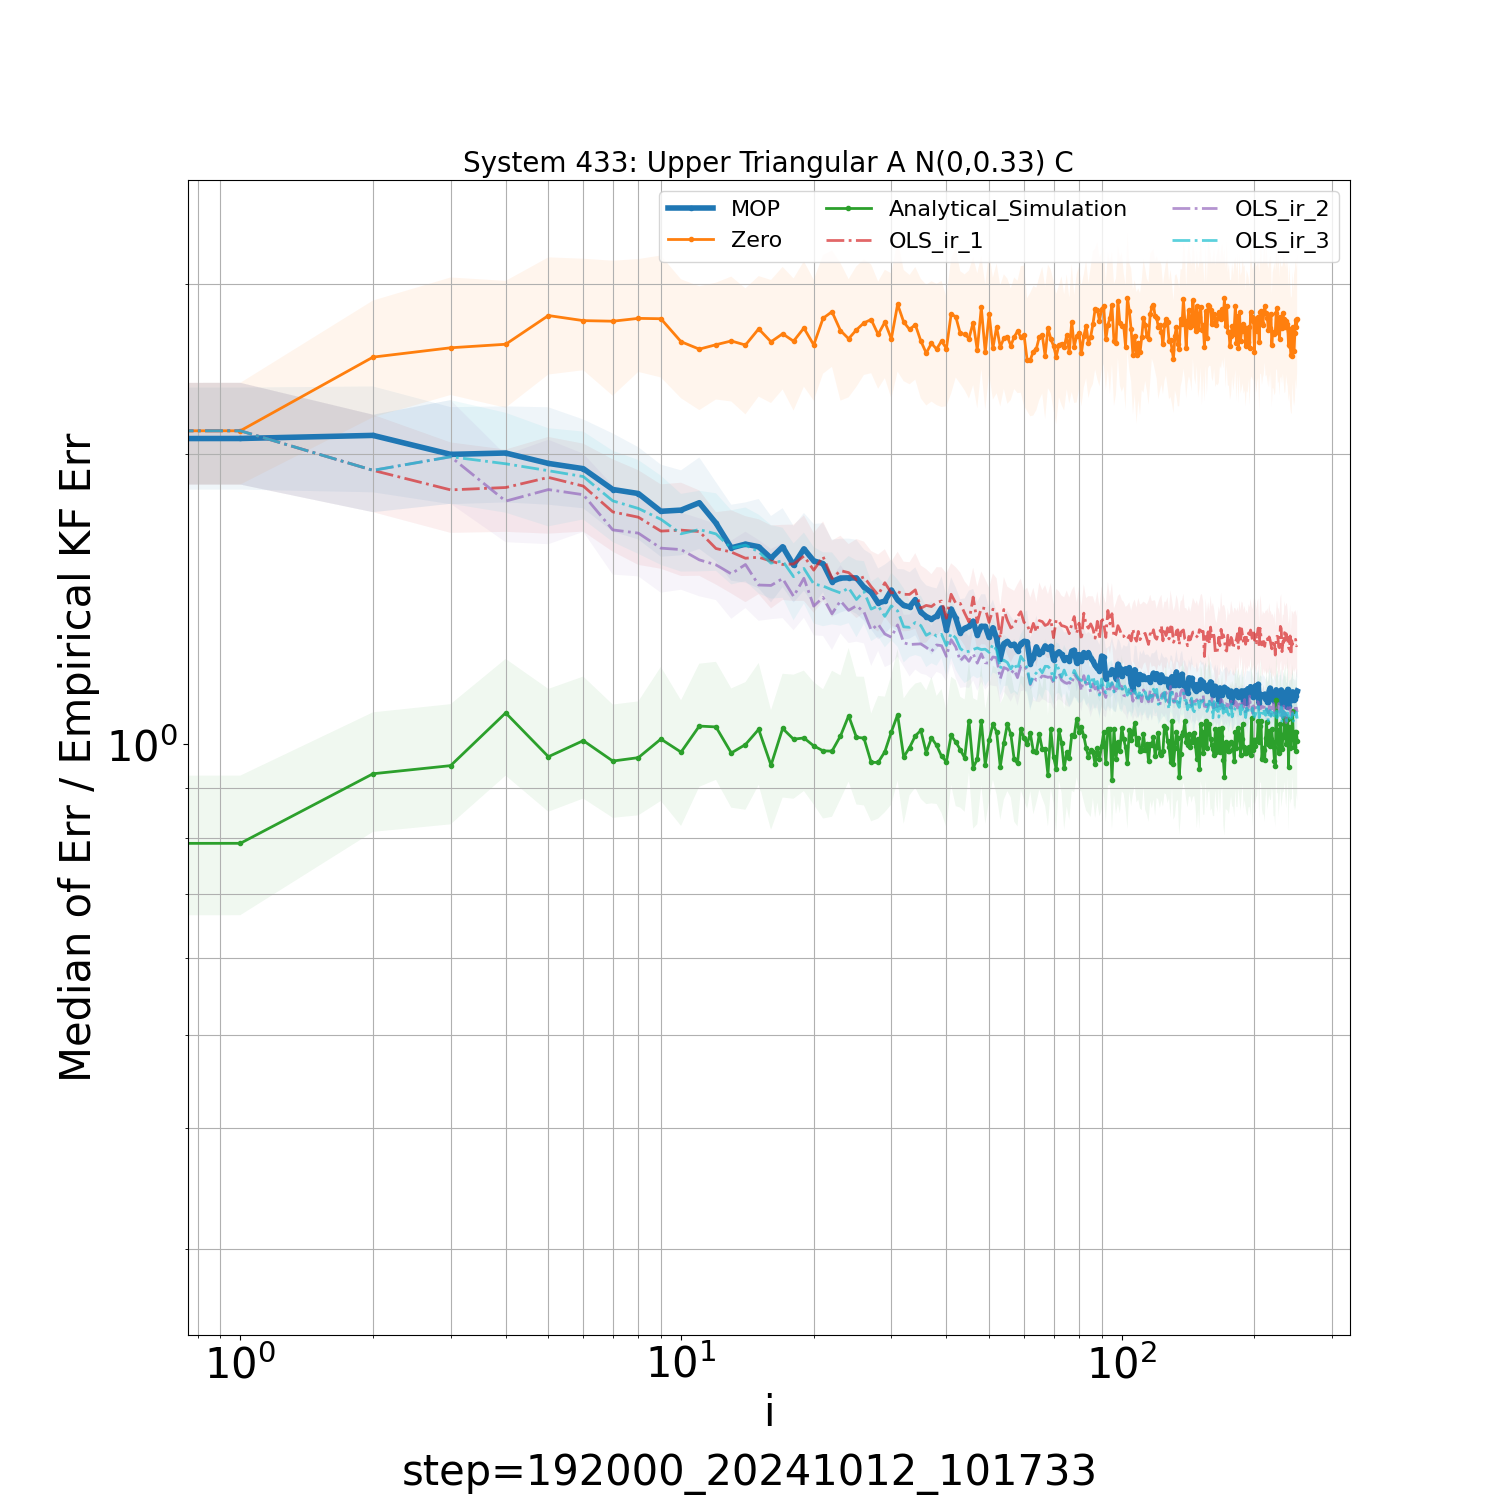 System 433: Upper Triangular A N(0,0.33) C
MOP
Zero
Analytical_Simulation
OLS_ir_1
OLS_ir_2
OLS_ir_3
Median of Err / Empirical KF Err
10⁰
10⁰ 10¹ 10²
i
step=192000_20241012_101733